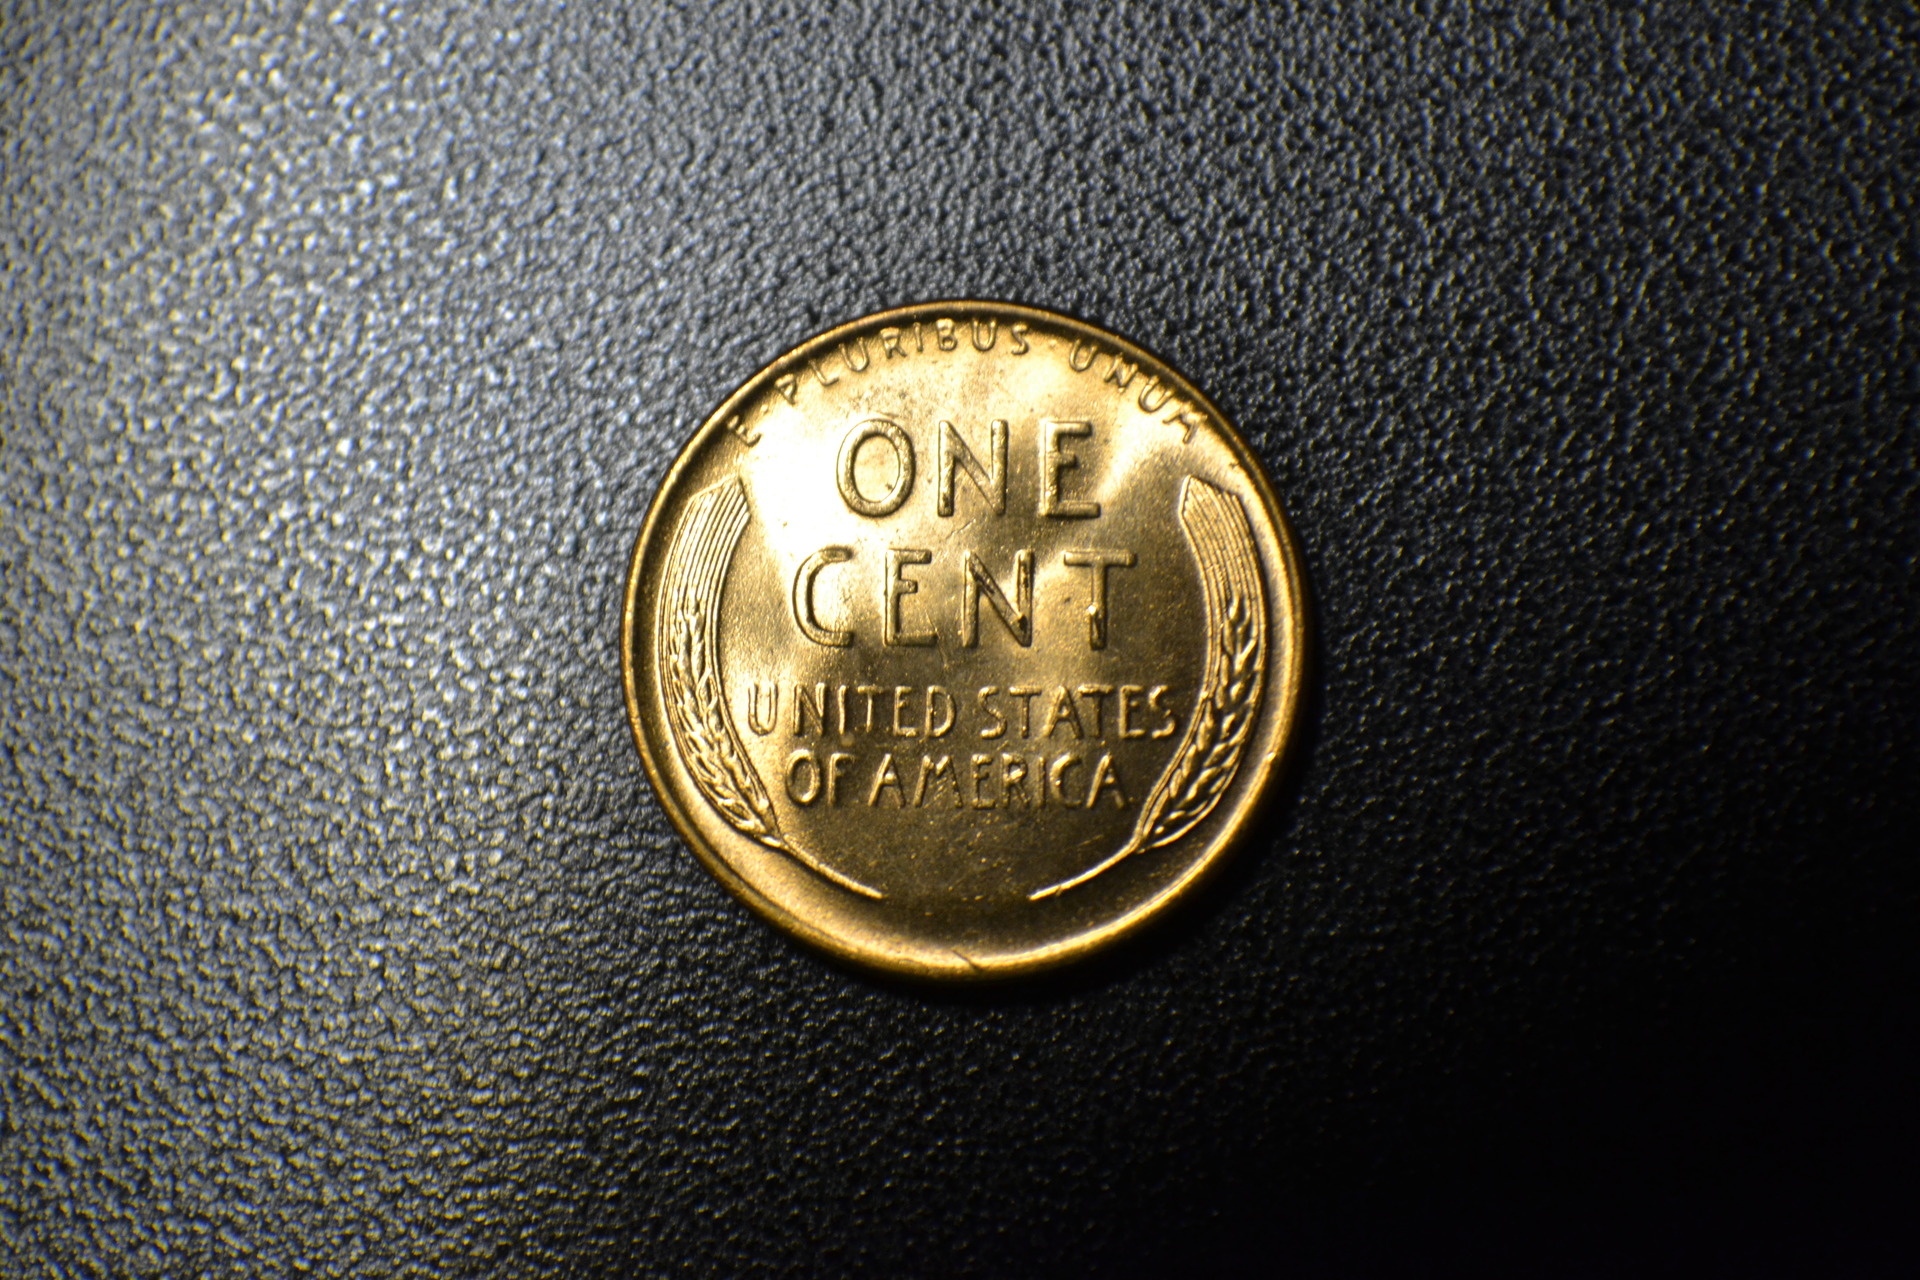 E · PLURIBUS · UNUM
ONE
CENT
UNITED STATES
OF AMERICA